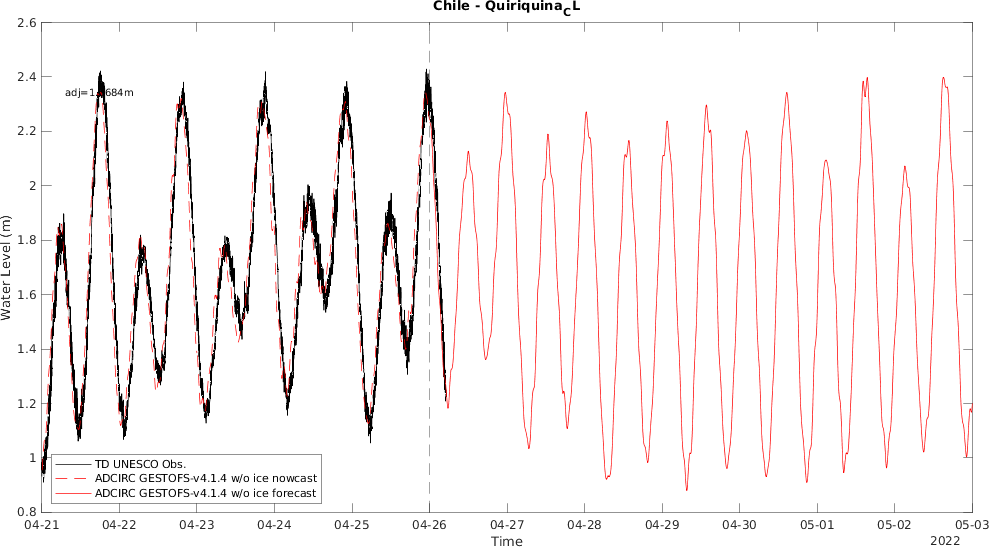 Chile - Quiriquina_CL
2.6
2.4
2.2
2
1.8
1.6
1.4
1.2
1
0.8
Water Level (m)
TD UNESCO Obs.
ADCIRC GESTOFS-v4.1.4 w/o ice nowcast
ADCIRC GESTOFS-v4.1.4 w/o ice forecast
04-21 04-22 04-23 04-24 04-25 04-26 04-27 04-28 04-29 04-30 05-01 05-02 05-03
Time
2022